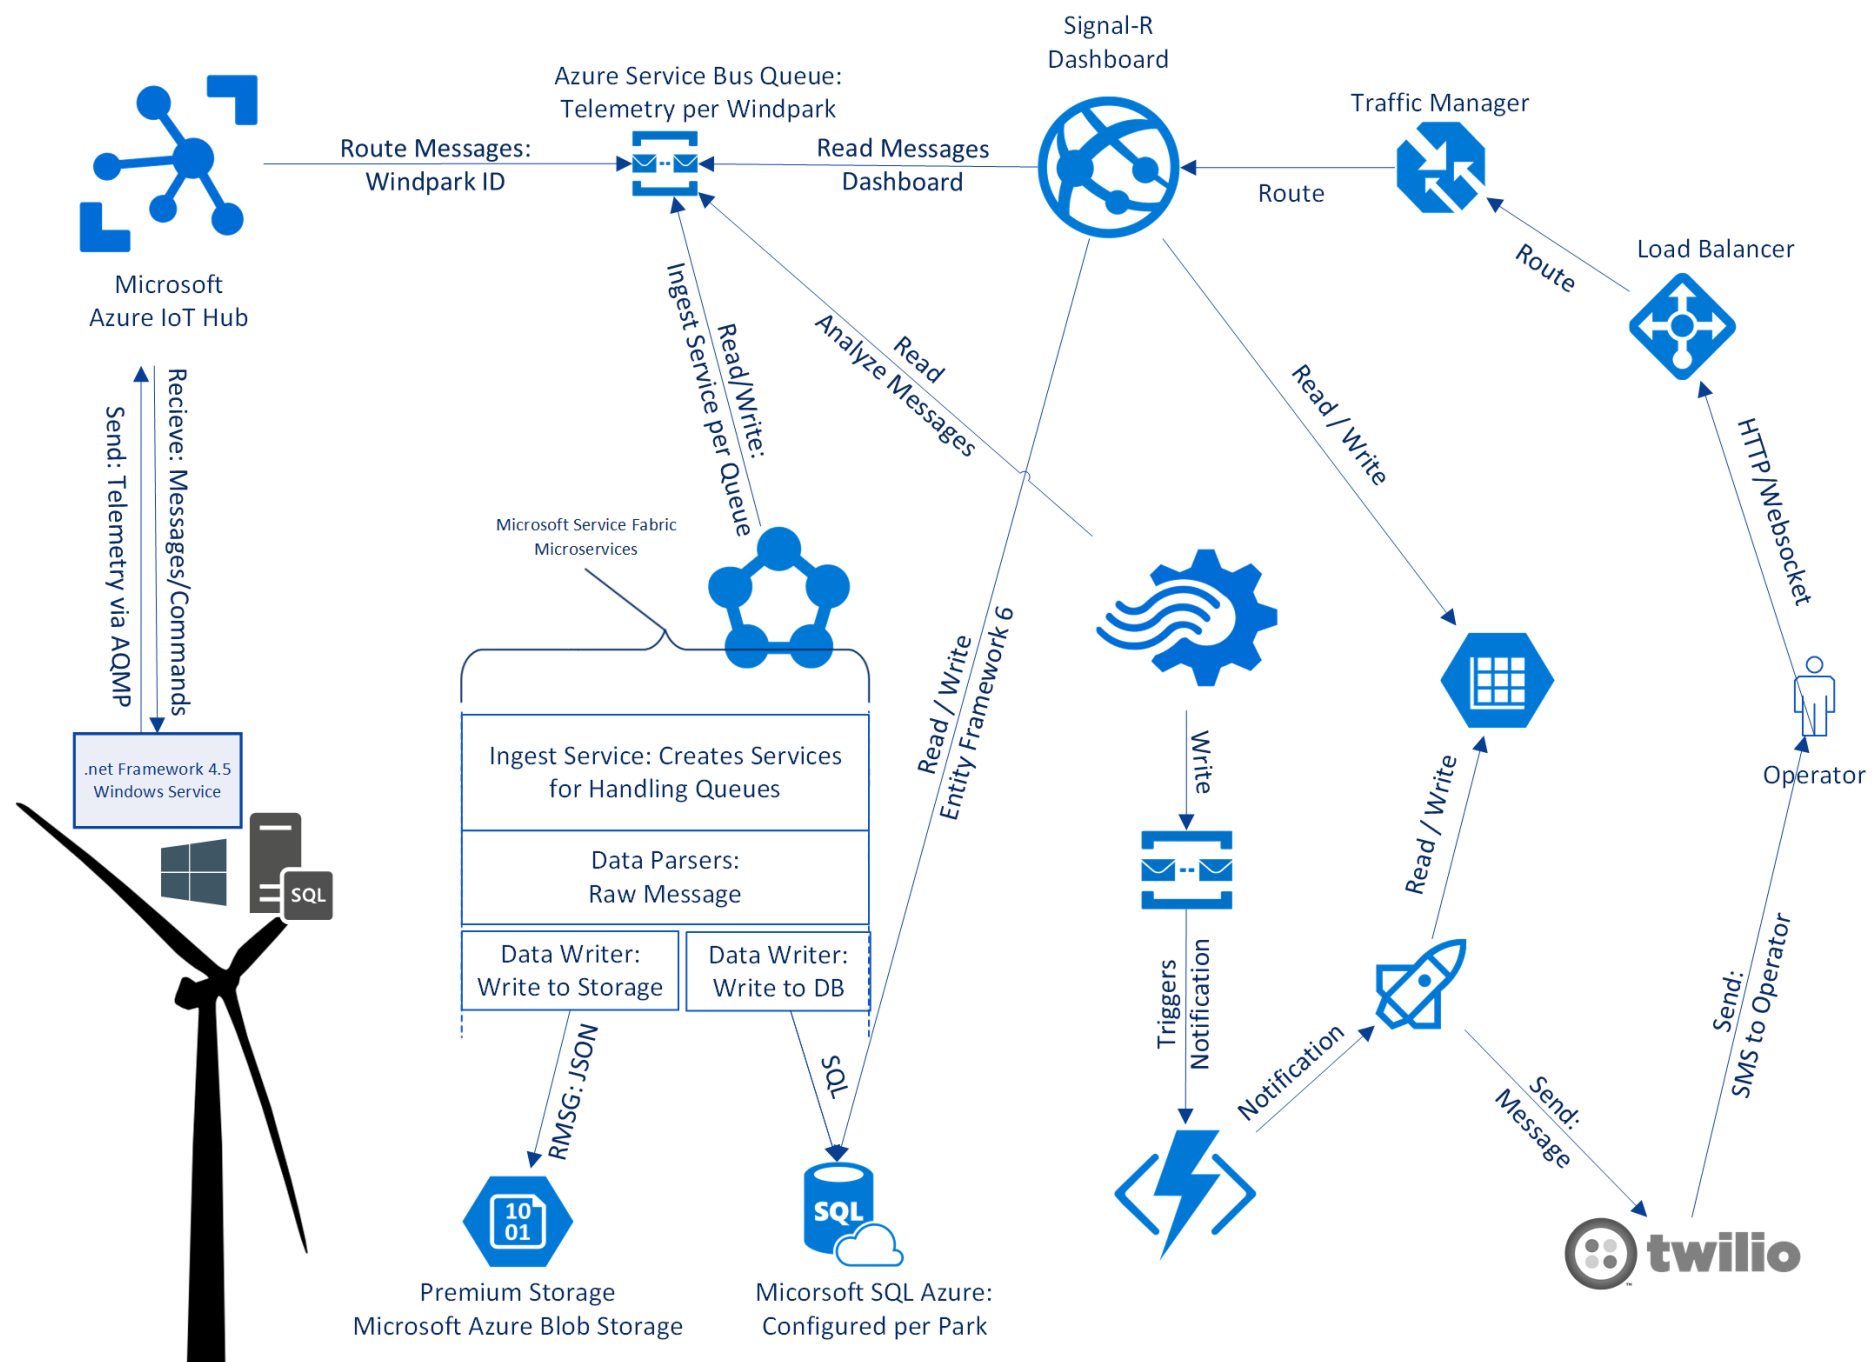 Signal-R
Dashboard
Azure Service Bus Queue:
Telemetry per Windpark
Traffic Manager
Route Messages:
Windpark ID
Read Messages
Dashboard
Route
Microsoft
Azure IoT Hub
Load Balancer
Route
Ingest Service per Queue
Read/Write:
Read
Analyze Messages
Read / Write
HTTP/Websocket
Send: Telemetry via AQMP
Recieve: Messages/Commands
Microsoft Service Fabric
Microservices
Read / Write
Entity Framework 6
.net Framework 4.5
Windows Service
SQL
Ingest Service: Creates Services
for Handling Queues
Data Parsers:
Raw Message
Data Writer:
Write to Storage
Data Writer:
Write to DB
Write
Operator
Read / Write
Triggers
Notification
Notification
Send:
Message
Send:
SMS to Operator
RMSG: JSON
SQL
10
01
SQL
twilio
Premium Storage
Microsoft Azure Blob Storage
Micorsoft SQL Azure:
Configured per Park